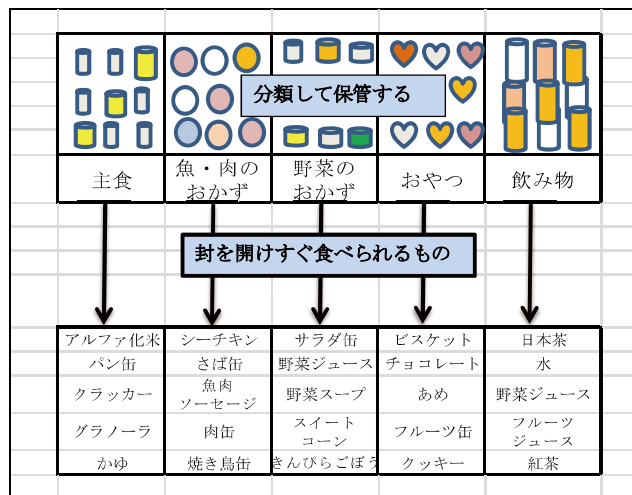 分類して保管する
主食
魚・肉の
おかず
野菜の
おかず
おやつ
飲み物
封を開けすぐ食べられるもの
アルファ化米
シーチキン
サラダ缶
ビスケット
日本茶
パン缶
さば缶
野菜ジュース
チョコレート
水
クラッカー
魚肉
ソーセージ
野菜スープ
あめ
野菜ジュース
グラノーラ
肉缶
スイート
コーン
フルーツ缶
フルーツ
ジュース
かゆ
焼き鳥缶
きんぴらごぼう
クッキー
紅茶